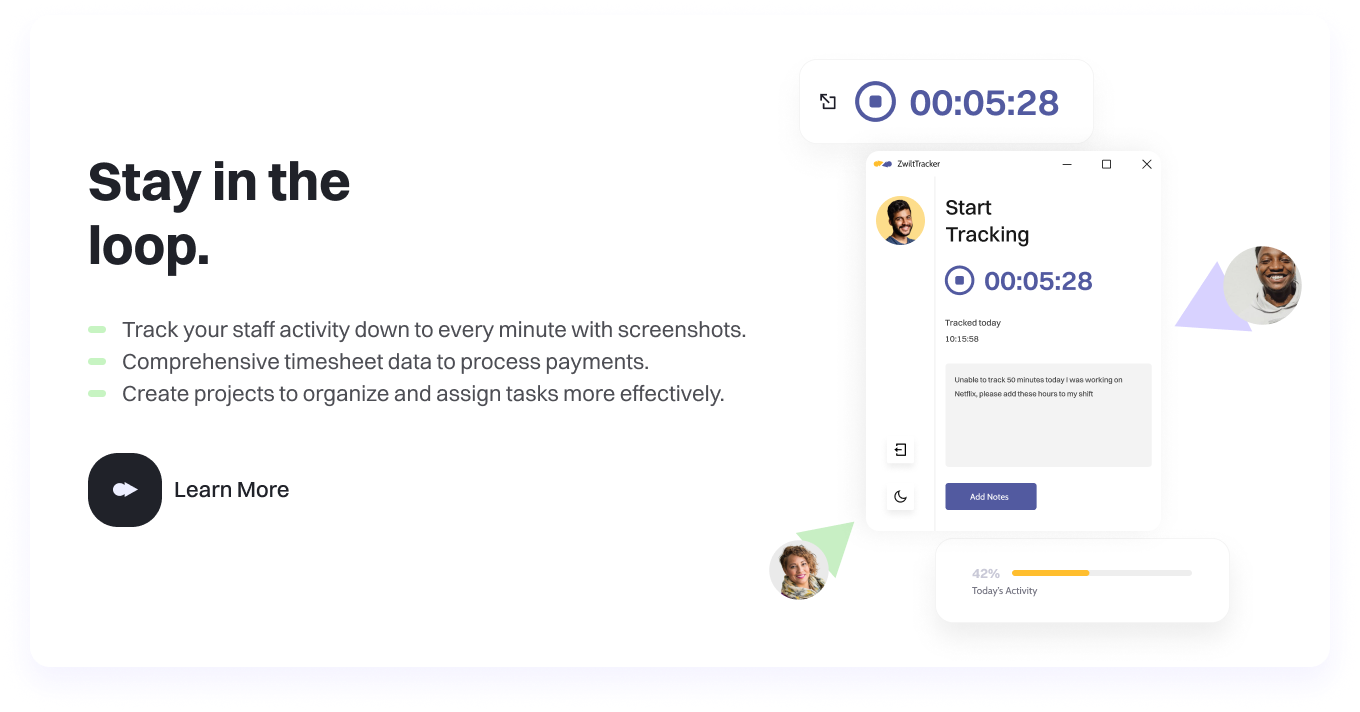 Stay in the
loop.
Track your staff activity down to every minute with screenshots.
Comprehensive timesheet data to process payments.
Create projects to organize and assign tasks more effectively.
Learn More
00:05:28
ZwiltTracker
Start
Tracking
00:05:28
Tracked today
10:15:58
Unable to track 50 minutes today I was working on
Netflix, please add these hours to my shift
Add Notes
42%
Today's Activity